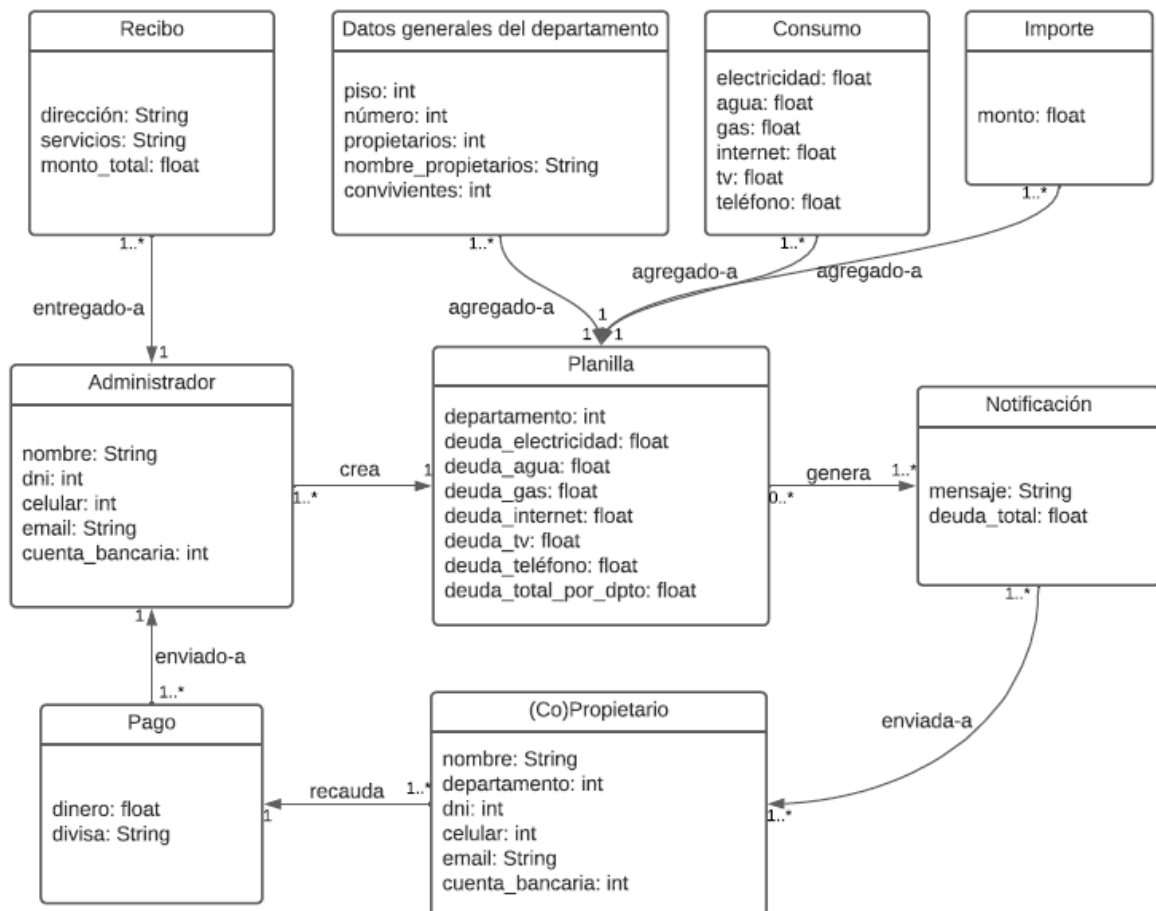 Recibo
dirección: String
servicios: String
monto_total: float
Datos generales del departamento
piso: int
número: int
propietarios: int
nombre_propietarios: String
convivientes: int
Consumo
electricidad: float
agua: float
gas: float
internet: float
tv: float
teléfono: float
Importe
monto: float
1..*
1..*
1..*
1..*
entregado-a
agregado-a
agregado-a
agregado-a
1
1
1
1
Administrador
nombre: String
dni: int
celular: int
email: String
cuenta_bancaria: int
crea
1..*
1
Planilla
departamento: int
deuda_electricidad: float
deuda_agua: float
deuda_gas: float
deuda_internet: float
deuda_tv: float
deuda_teléfono: float
deuda_total_por_dpto: float
genera
0..*
1..*
Notificación
mensaje: String
deuda_total: float
1..*
enviada-a
1..*
1
enviado-a
1..*
Pago
dinero: float
divisa: String
recauda
1
1..*
(Co)Propietario
nombre: String
departamento: int
dni: int
celular: int
email: String
cuenta_bancaria: int